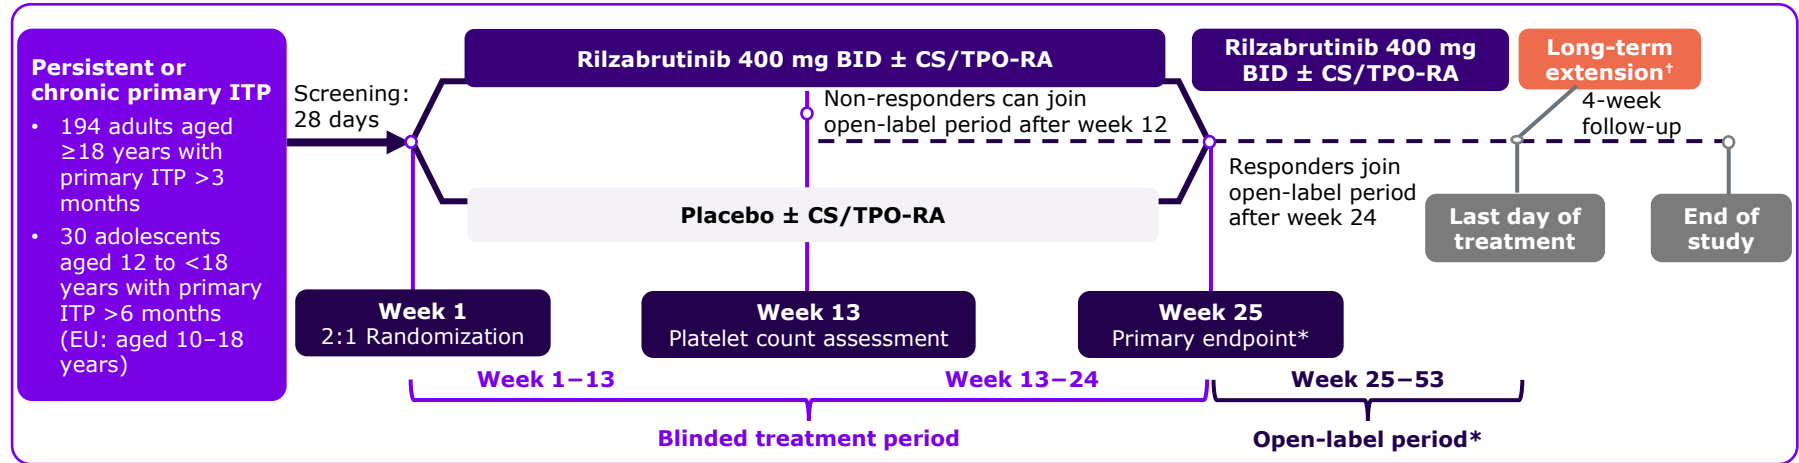 Persistent or
chronic primary ITP
• 194 adults aged
≥18 years with
primary ITP >3
months
• 30 adolescents
aged 12 to <18
years with primary
ITP >6 months
(EU: aged 10–18
years)
Screening:
28 days
Rilzabrutinib 400 mg BID ± CS/TPO-RA
Non-responders can join
open-label period after week 12
Placebo ± CS/TPO-RA
Rilzabrutinib 400 mg
BID ± CS/TPO-RA
Long-term
extension†
4-week
follow-up
Responders join
open-label period
after week 24
Last day of
treatment
End of
study
Week 1
2:1 Randomization
Week 13
Platelet count assessment
Week 25
Primary endpoint*
Week 1–13
Week 13–24
Week 25–53
Blinded treatment period
Open-label period*